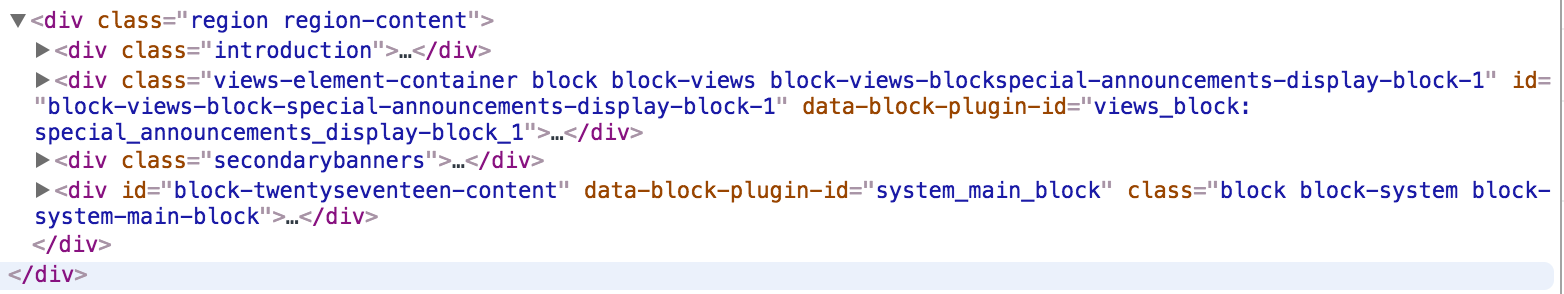 ▼<div class="region region-content">
▶<div class="introduction">…</div>
▶<div class="views-element-container block block-views block-views-blockspecial-announcements-display-block-1" id=
"block-views-block-special-announcements-display-block-1" data-block-plugin-id="views_block:
special_announcements_display-block_1">…</div>
▶<div class="secondarybanners">…</div>
▶<div id="block-twentyseventeen-content" data-block-plugin-id="system_main_block" class="block block-system block-
system-main-block">…</div>
</div>
</div>